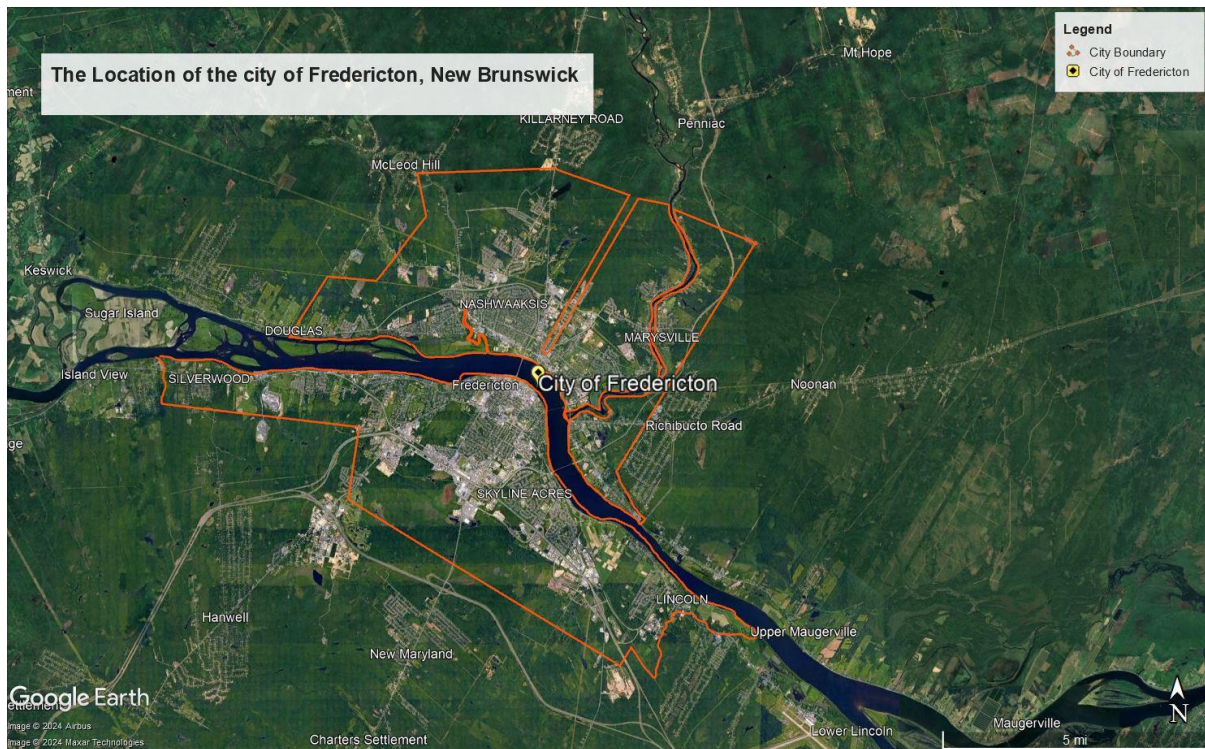 The Location of the city of Fredericton, New Brunswick
Legend
City Boundary
City of Fredericton
Mt Hope
ment
KILLARNEY ROAD
Penniac
McLeod Hill
Keswick
Sugar Island
NASHWAAKSIS
DOUGLAS
MARYSVILLE
Island View
SILVERWOOD
Fredericton
City of Fredericton
Noonan
Richibucto Road
ge
SKYLINE ACRES
LINCOLN
Hanwell
Upper Maugerville
New Maryland
Google Earth
ettlement
Image © 2024 Airbus
Image © 2024 Maxar Technologies
Charters Settlement
Lower Lincoln
Maugerville
N
5 mi